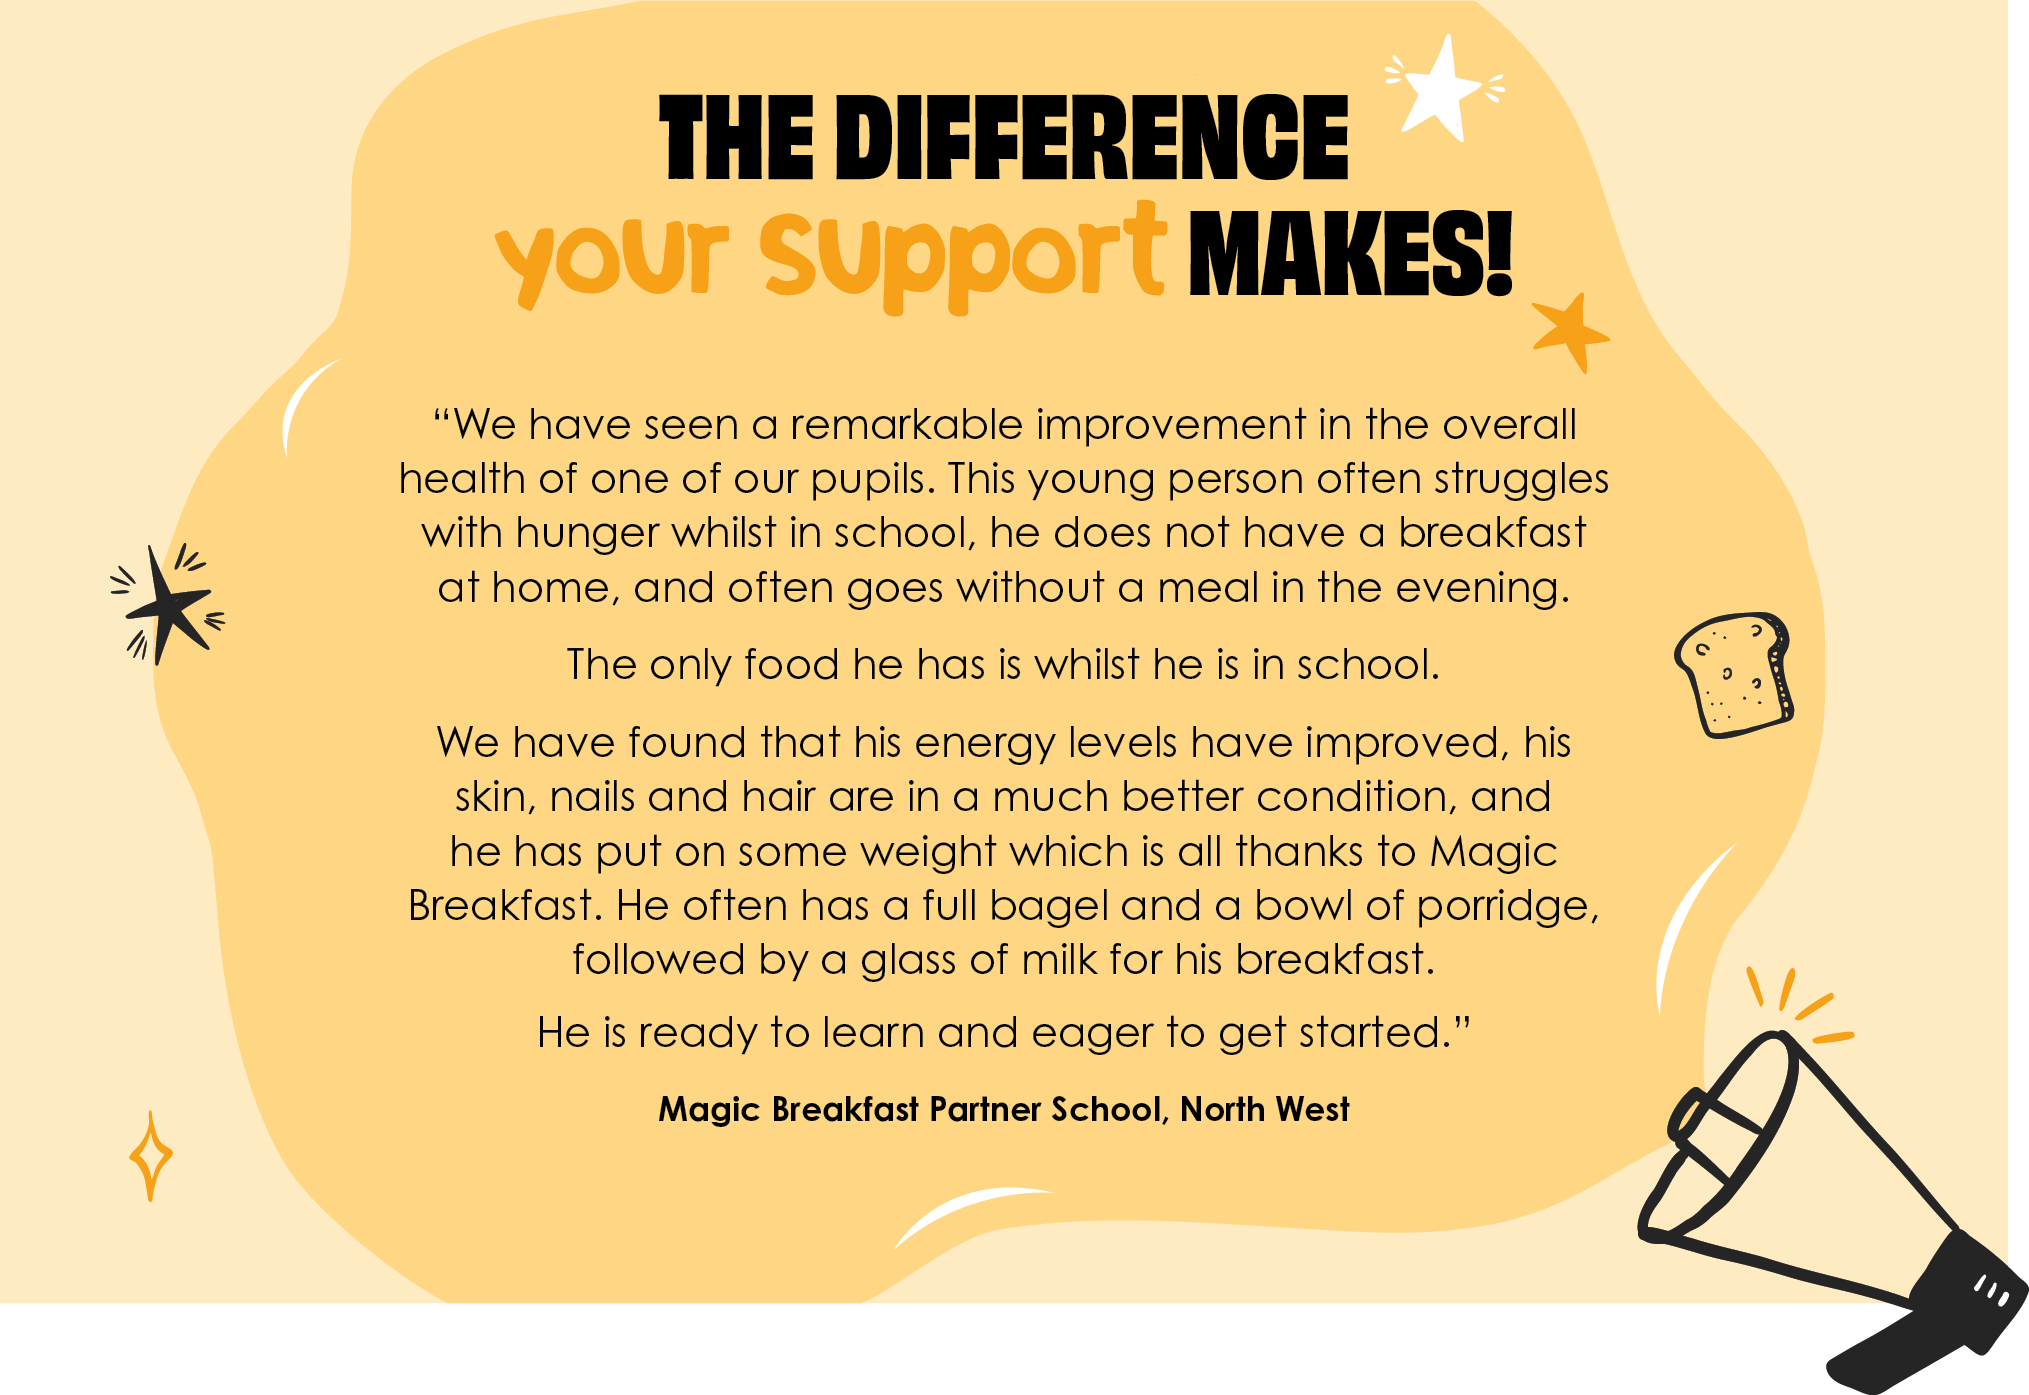 THE DIFFERENCE
your support MAKES!
“We have seen a remarkable improvement in the overall
health of one of our pupils. This young person often struggles
with hunger whilst in school, he does not have a breakfast
at home, and often goes without a meal in the evening.
The only food he has is whilst he is in school.
We have found that his energy levels have improved, his
skin, nails and hair are in a much better condition, and
he has put on some weight which is all thanks to Magic
Breakfast. He often has a full bagel and a bowl of porridge,
followed by a glass of milk for his breakfast.
He is ready to learn and eager to get started.”
Magic Breakfast Partner School, North West